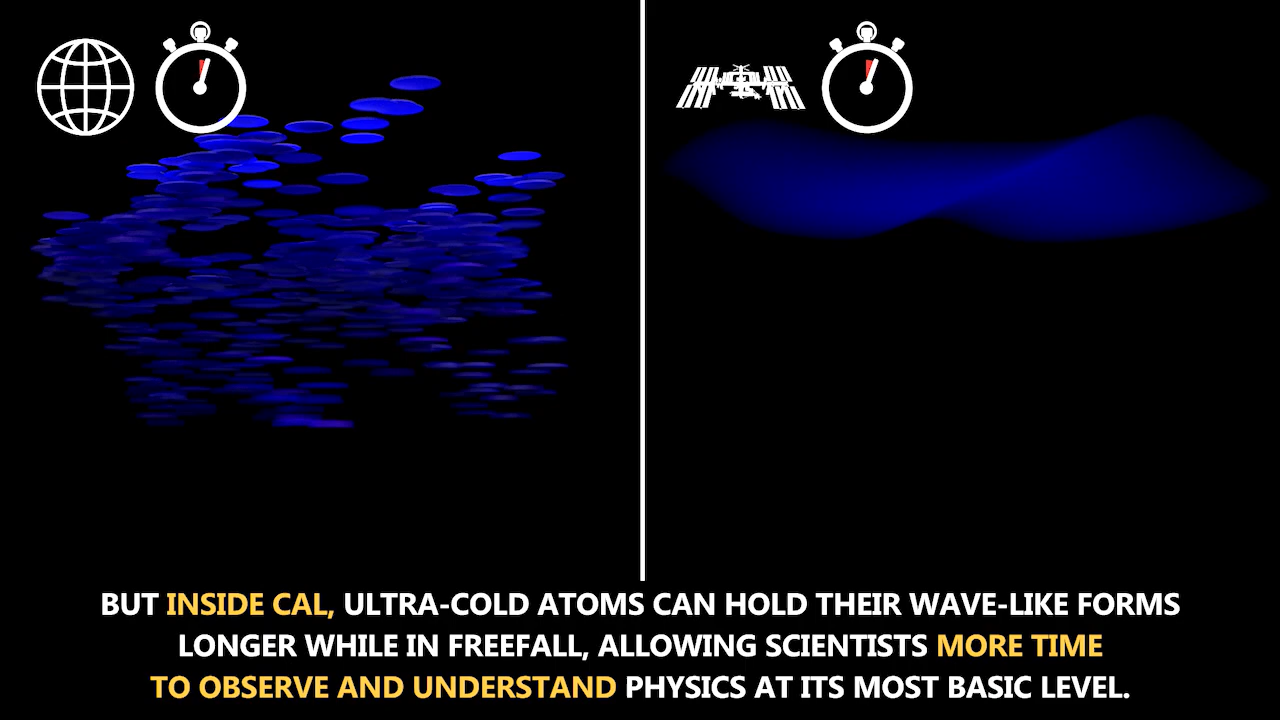 BUT INSIDE CAL, ULTRA-COLD ATOMS CAN HOLD THEIR WAVE-LIKE FORMS
LONGER WHILE IN FREEFALL, ALLOWING SCIENTISTS MORE TIME
TO OBSERVE AND UNDERSTAND PHYSICS AT ITS MOST BASIC LEVEL.